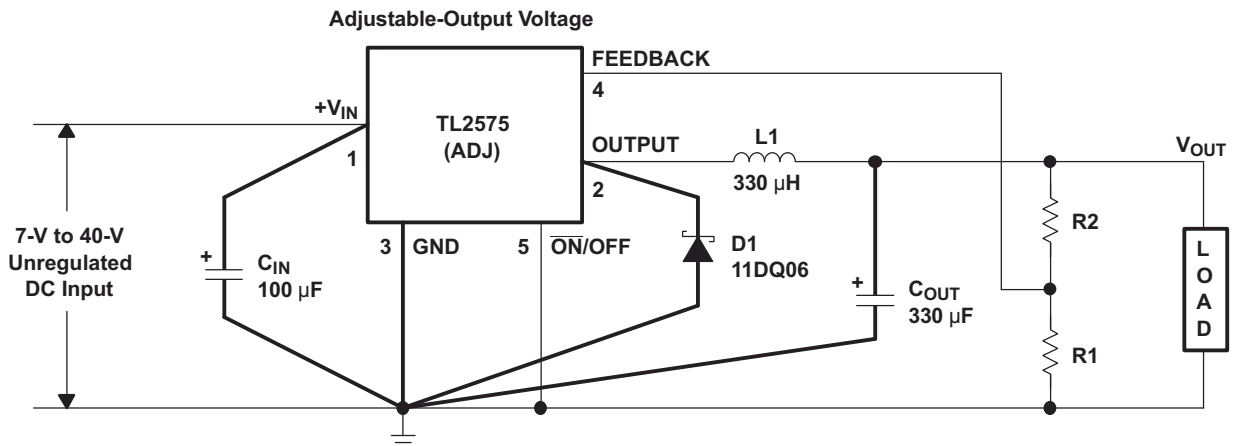 Adjustable-Output Voltage
FEEDBACK
4
+VIN
1
TL2575
(ADJ)
OUTPUT
2
L1
330 µH
VOUT
7-V to 40-V
Unregulated
DC Input
+
CIN
100 µF
3 GND
5 ON/OFF
D1
11DQ06
+
COUT
330 µF
R2
R1
LOAD